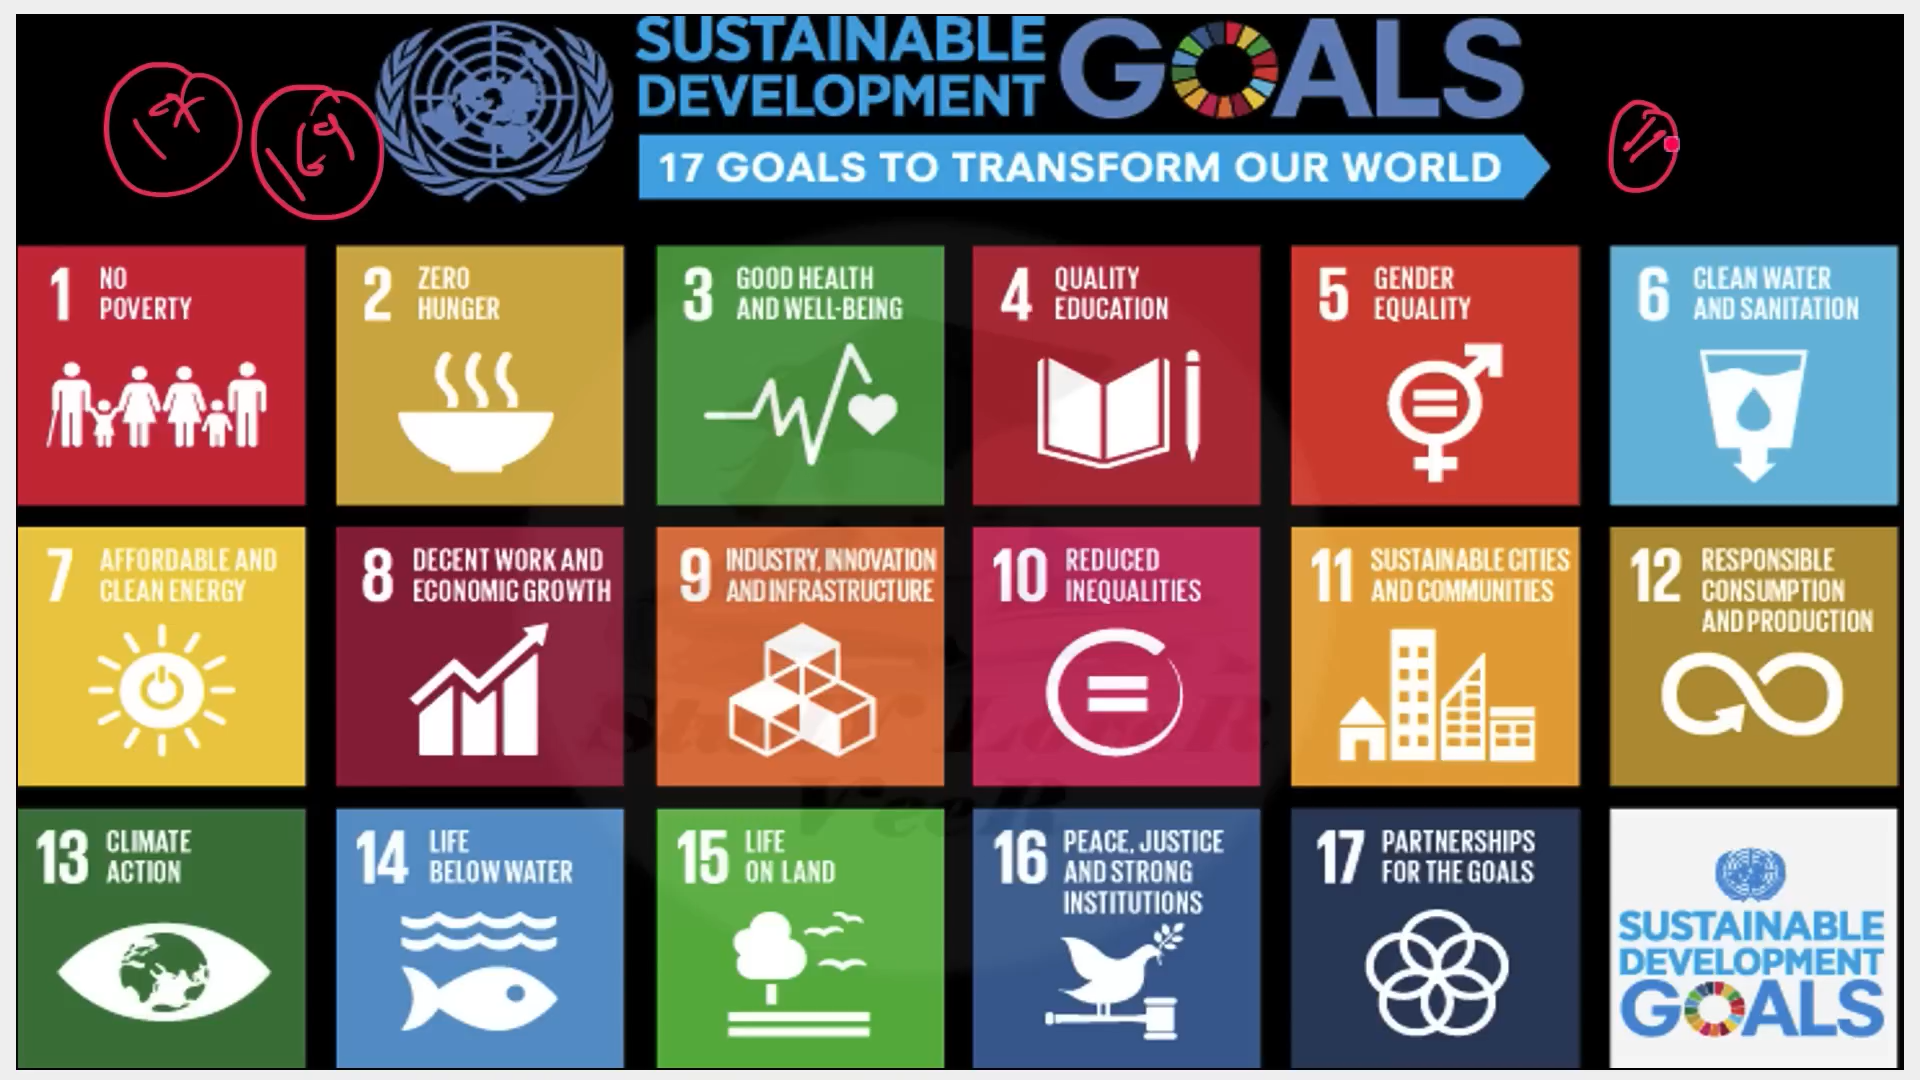 SUSTAINABLE
DEVELOPMENT
GOALS
17 GOALS TO TRANSFORM OUR WORLD
17
169
1 NO
POVERTY
2 ZERO
HUNGER
3 GOOD HEALTH
AND WELL-BEING
4 QUALITY
EDUCATION
5 GENDER
EQUALITY
6 CLEAN WATER
AND SANITATION
7 AFFORDABLE AND
CLEAN ENERGY
8 DECENT WORK AND
ECONOMIC GROWTH
9 INDUSTRY, INNOVATION
AND INFRASTRUCTURE
10 REDUCED
INEQUALITIES
11 SUSTAINABLE CITIES
AND COMMUNITIES
12 RESPONSIBLE
CONSUMPTION
AND PRODUCTION
13 CLIMATE
ACTION
14 LIFE
BELOW WATER
15 LIFE
ON LAND
16 PEACE, JUSTICE
AND STRONG
INSTITUTIONS
17 PARTNERSHIPS
FOR THE GOALS
SUSTAINABLE
DEVELOPMENT
GOALS